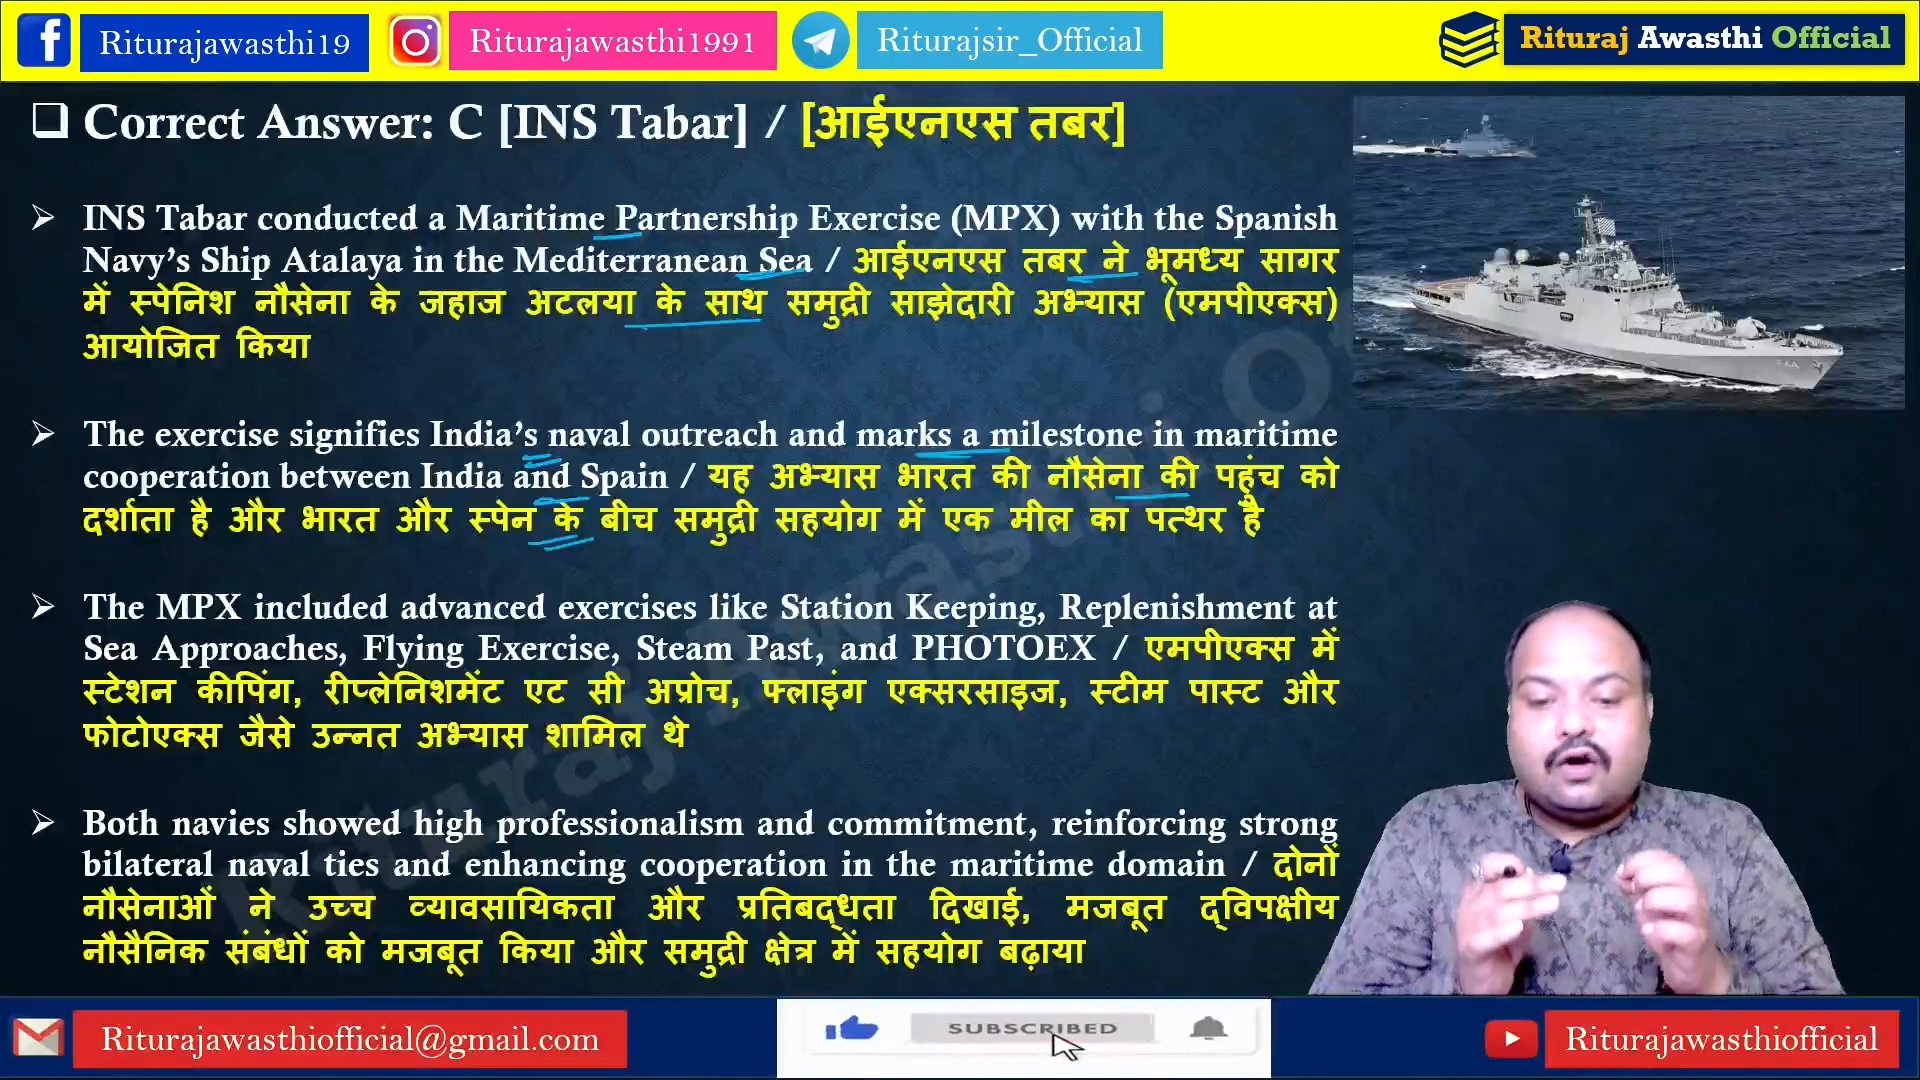 Riturajawasthi19
Riturajawasthi1991
Riturajsir_Official
Rituraj Awasthi Official
Correct Answer: C [INS Tabar] / [आईएनएस तबर]
INS Tabar conducted a Maritime Partnership Exercise (MPX) with the Spanish
Navy’s Ship Atalaya in the Mediterranean Sea / आईएनएस तबर ने भूमध्य सागर
में स्पेनिश नौसेना के जहाज अटलया के साथ समुद्री साझेदारी अभ्यास (एमपीएक्स)
आयोजित किया
The exercise signifies India’s naval outreach and marks a milestone in maritime
cooperation between India and Spain / यह अभ्यास भारत की नौसेना की पहुंच को
दर्शाता है और भारत और स्पेन के बीच समुद्री सहयोग में एक मील का पत्थर है
The MPX included advanced exercises like Station Keeping, Replenishment at
Sea Approaches, Flying Exercise, Steam Past, and PHOTOEX / एमपीएक्स में
स्टेशन कीपिंग, रीप्लेनिशमेंट एट सी अप्रोच, फ्लाइंग एक्सरसाइज, स्टीम पास्ट और
फोटोएक्स जैसे उन्नत अभ्यास शामिल थे
Both navies showed high professionalism and commitment, reinforcing strong
bilateral naval ties and enhancing cooperation in the maritime domain / दोनों
नौसेनाओं ने उच्च व्यावसायिकता और प्रतिबद्धता दिखाई, मजबूत द्विपक्षीय
नौसैनिक संबंधों को मजबूत किया और समुद्री क्षेत्र में सहयोग बढ़ाया
Riturajawasthiofficial@gmail.com
SUBSCRIBED
Riturajawasthiofficial